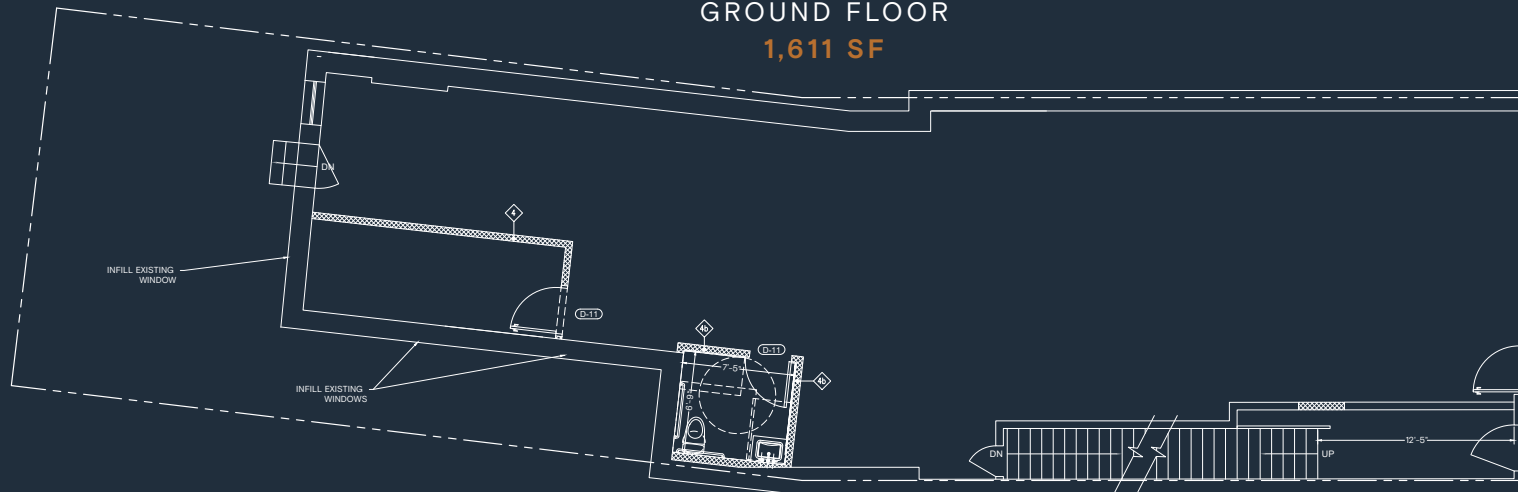 GROUND FLOOR
1,611 SF
DN
4
INFILL EXISTING
WINDOW
D-11
4b
D-11
7'-5"
4b
INFILL EXISTING
WINDOWS
6'-9"
DN
UP
12'-5"